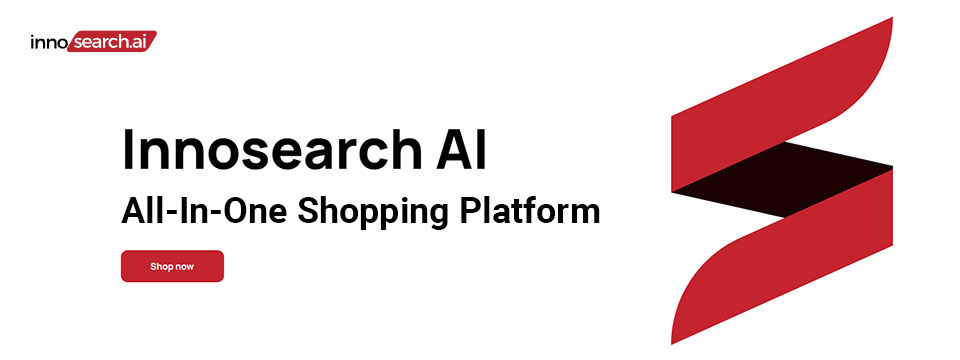 innosearch.ai
Innosearch AI
All-In-One Shopping Platform
Shop now